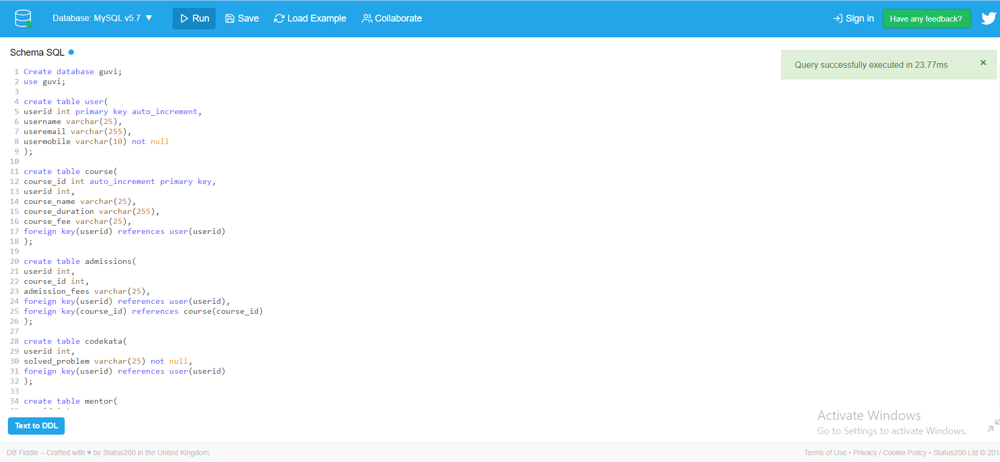 Database: MySQL v5.7 ▼ Run Save Load Example Collaborate Sign in Have any feedback?
Schema SQL
Query successfully executed in 23.77ms ×
1 Create database guvi;
2 use guvi;
3
4 create table user(
5 userid int primary key auto_increment,
6 username varchar(25),
7 useremail varchar(255),
8 usermobile varchar(10) not null
9 );
10
11 create table course(
12 course_id int auto_increment primary key,
13 userid int,
14 course_name varchar(25),
15 course_duration varchar(255),
16 course_fee varchar(25),
17 foreign key(userid) references user(userid)
18 );
19
20 create table admissions(
21 userid int,
22 course_id int,
23 admission_fees varchar(25),
24 foreign key(userid) references user(userid),
25 foreign key(course_id) references course(course_id)
26 );
27
28 create table codekata(
29 userid int,
30 solved_problem varchar(25) not null,
31 foreign key(userid) references user(userid)
32 );
33
34 create table mentor(
Text to DDL
Activate Windows
Go to Settings to activate Windows.
DB Fiddle – Crafted with ♥ by Status200 in the United Kingdom.
Terms of Use • Privacy / Cookie Policy • Status200 Ltd © 201